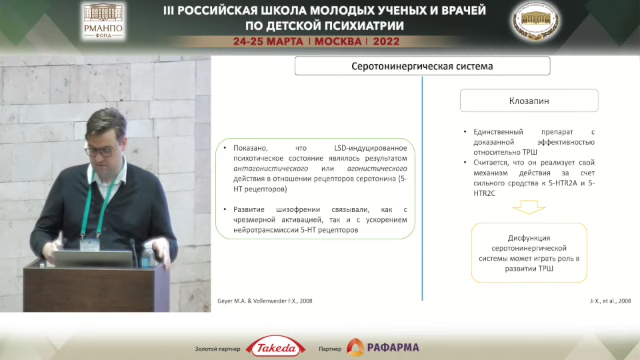 III РОССИЙСКАЯ ШКОЛА МОЛОДЫХ УЧЕНЫХ И ВРАЧЕЙ
ПО ДЕТСКОЙ ПСИХИАТРИИ
24-25 МАРТА | МОСКВА | 2022
РМАНПО
ФОНД
Серотонинергическая система
• Показано, что LSD-индуцированное
психотическое состояние являлось результатом
антагонистического или агонистического
действия в отношении рецепторов серотонина (5-
HT рецепторов)
• Развитие шизофрении связывали, как с
чрезмерной активацией, так и с ускорением
нейротрансмиссии 5-HT рецепторов
Geyer M.A. & Vollenweider F.X., 2008
Клозапин
• Единственный препарат с
доказанной эффективностью
относительно ТРШ
• Считается, что он реализует свой
механизм действия за счет
сильного сродства к 5-HTR2A и 5-
HTR2C
Дисфункция
серотонинергической
системы может играть роль в
развитии ТРШ
Ji X., et al., 2008
Золотой партнер
Takeda
Партнер
РАФАРМА